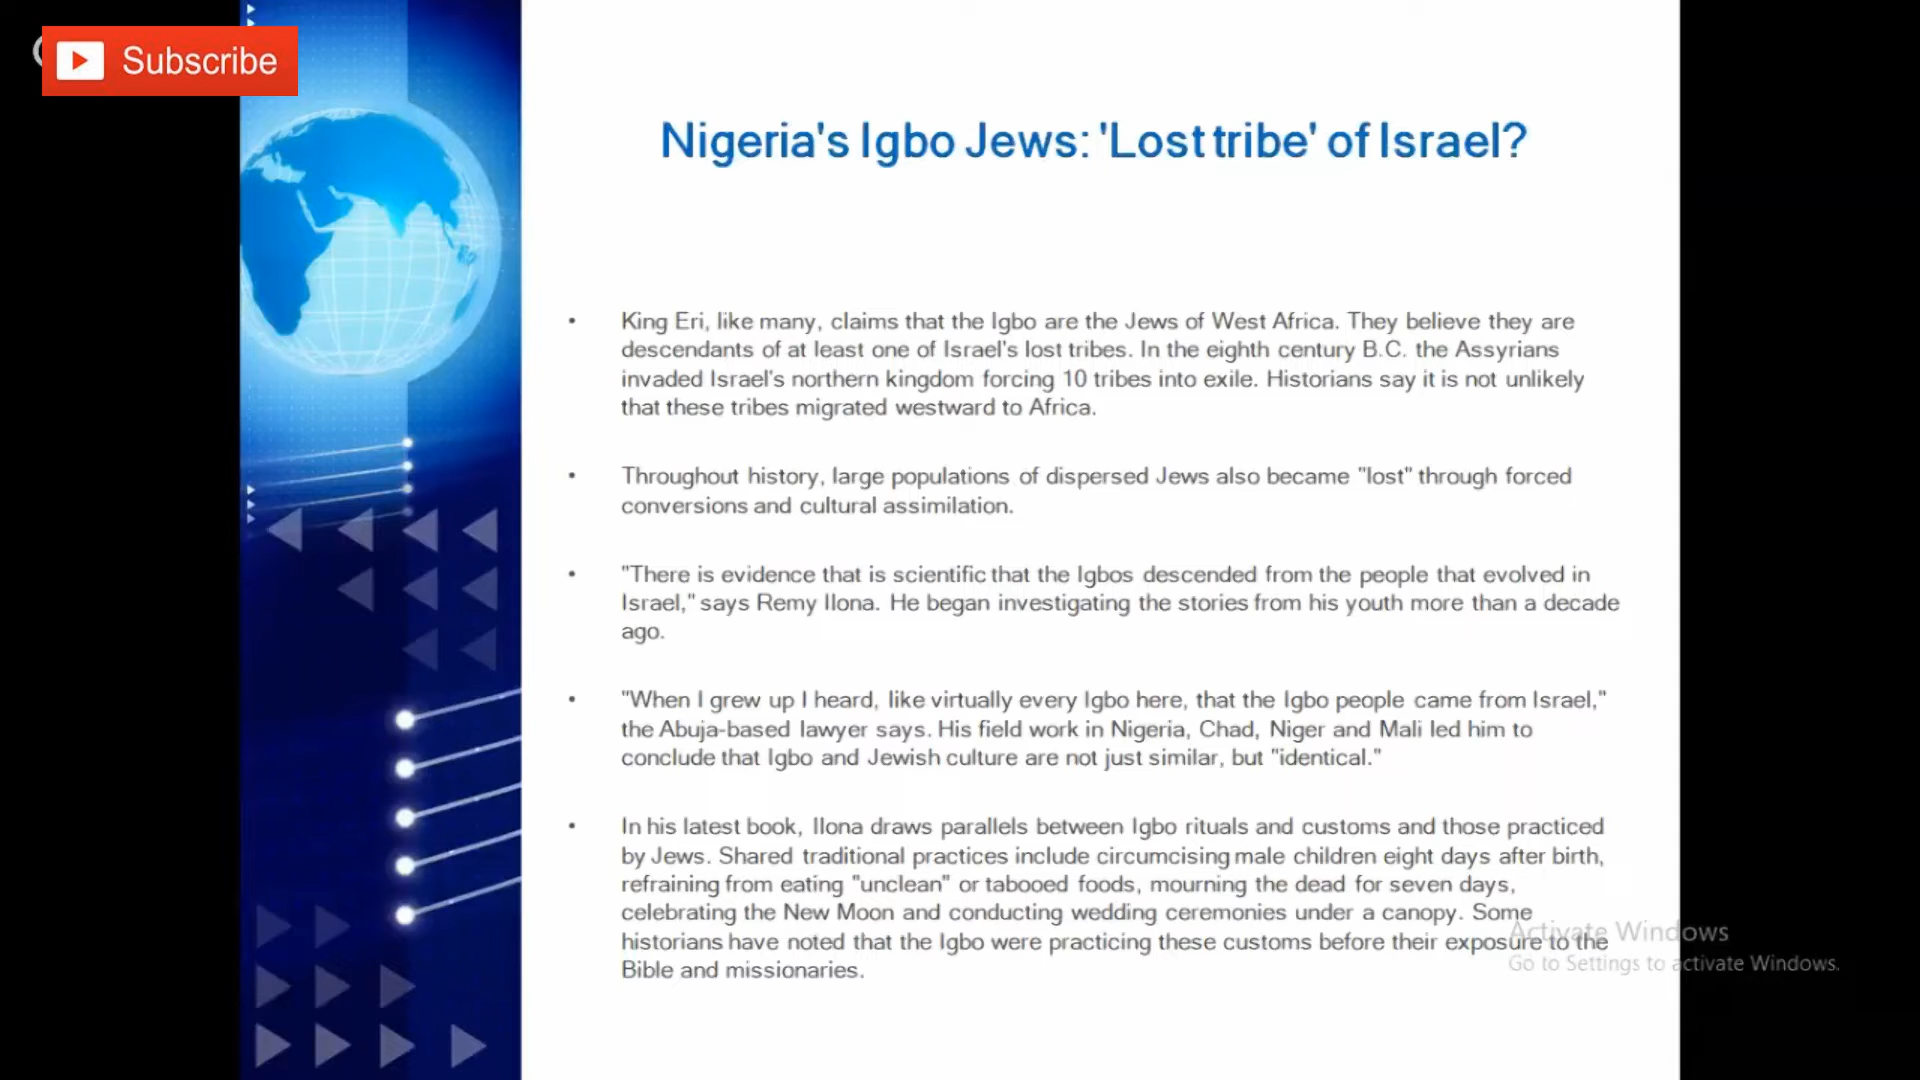 Subscribe
Nigeria's Igbo Jews: 'Lost tribe' of Israel?
• King Eri, like many, claims that the Igbo are the Jews of West Africa. They believe they are
descendants of at least one of Israel's lost tribes. In the eighth century B.C. the Assyrians
invaded Israel's northern kingdom forcing 10 tribes into exile. Historians say it is not unlikely
that these tribes migrated westward to Africa.
• Throughout history, large populations of dispersed Jews also became "lost" through forced
conversions and cultural assimilation.
• "There is evidence that is scientific that the Igbos descended from the people that evolved in
Israel," says Remy Ilona. He began investigating the stories from his youth more than a decade
ago.
• "When I grew up I heard, like virtually every Igbo here, that the Igbo people came from Israel,"
the Abuja-based lawyer says. His field work in Nigeria, Chad, Niger and Mali led him to
conclude that Igbo and Jewish culture are not just similar, but "identical."
• In his latest book, Ilona draws parallels between Igbo rituals and customs and those practiced
by Jews. Shared traditional practices include circumcising male children eight days after birth,
refraining from eating "unclean" or tabooed foods, mourning the dead for seven days,
celebrating the New Moon and conducting wedding ceremonies under a canopy. Some
historians have noted that the Igbo were practicing these customs before their exposure to the
Bible and missionaries.
Activate Windows
Go to Settings to activate Windows.